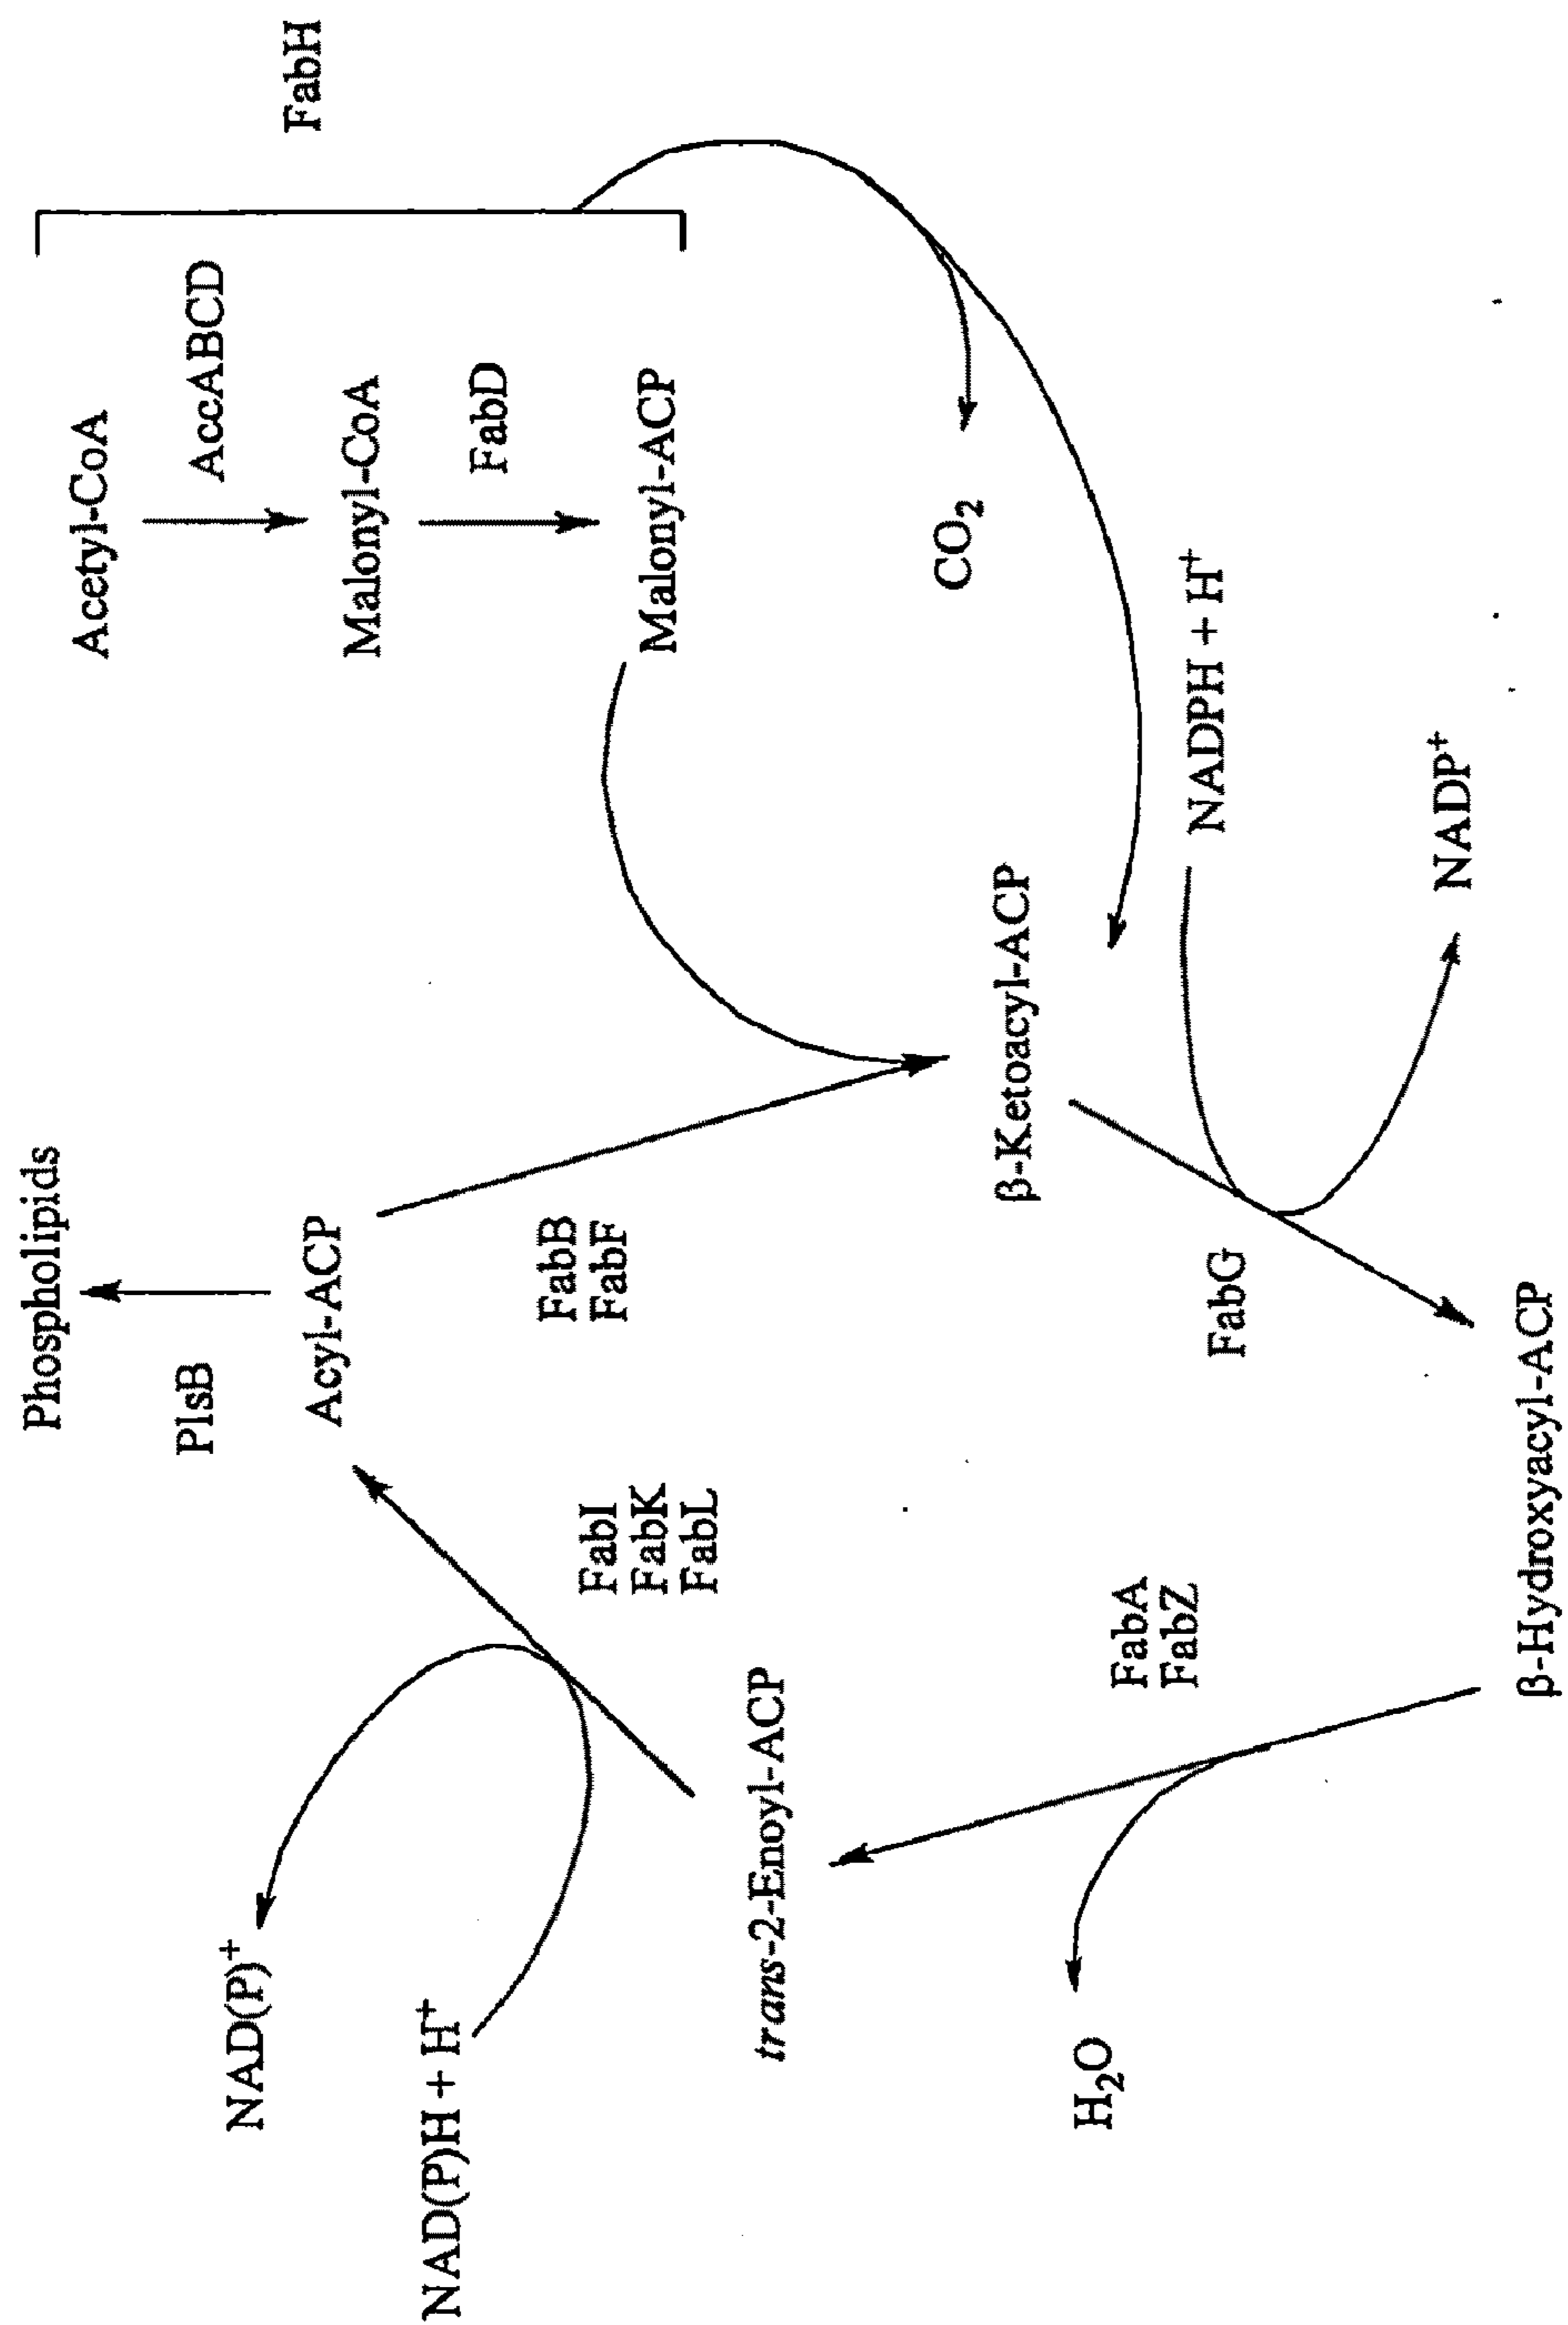 Acetyl-CoA
AccABCD
Malonyl-CoA
FabD
Malonyl-ACP
FabH
CO₂
Phospholipids
PlsB
Acyl-ACP
FabB
FabF
β-Ketoacyl-ACP
NADPH + H⁺
NADP⁺
FabG
β-Hydroxyacyl-ACP
FabA
FabZ
H₂O
trans-2-Enoyl-ACP
FabI
FabK
FabL
NAD(P)H + H⁺
NAD(P)⁺